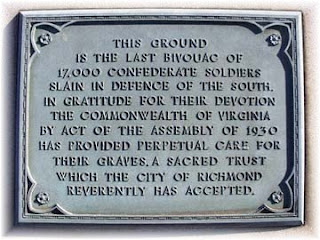 THIS GROUND
IS THE LAST BIVOUAC OF
17,000 CONFEDERATE SOLDIERS
SLAIN IN DEFENCE OF THE SOUTH.
IN GRATITUDE FOR THEIR DEVOTION
THE COMMONWEALTH OF VIRGINIA
BY ACT OF THE ASSEMBLY OF 1930
HAS PROVIDED PERPETUAL CARE FOR
THEIR GRAVES, A SACRED TRUST
WHICH THE CITY OF RICHMOND
REVERENTLY HAS ACCEPTED.